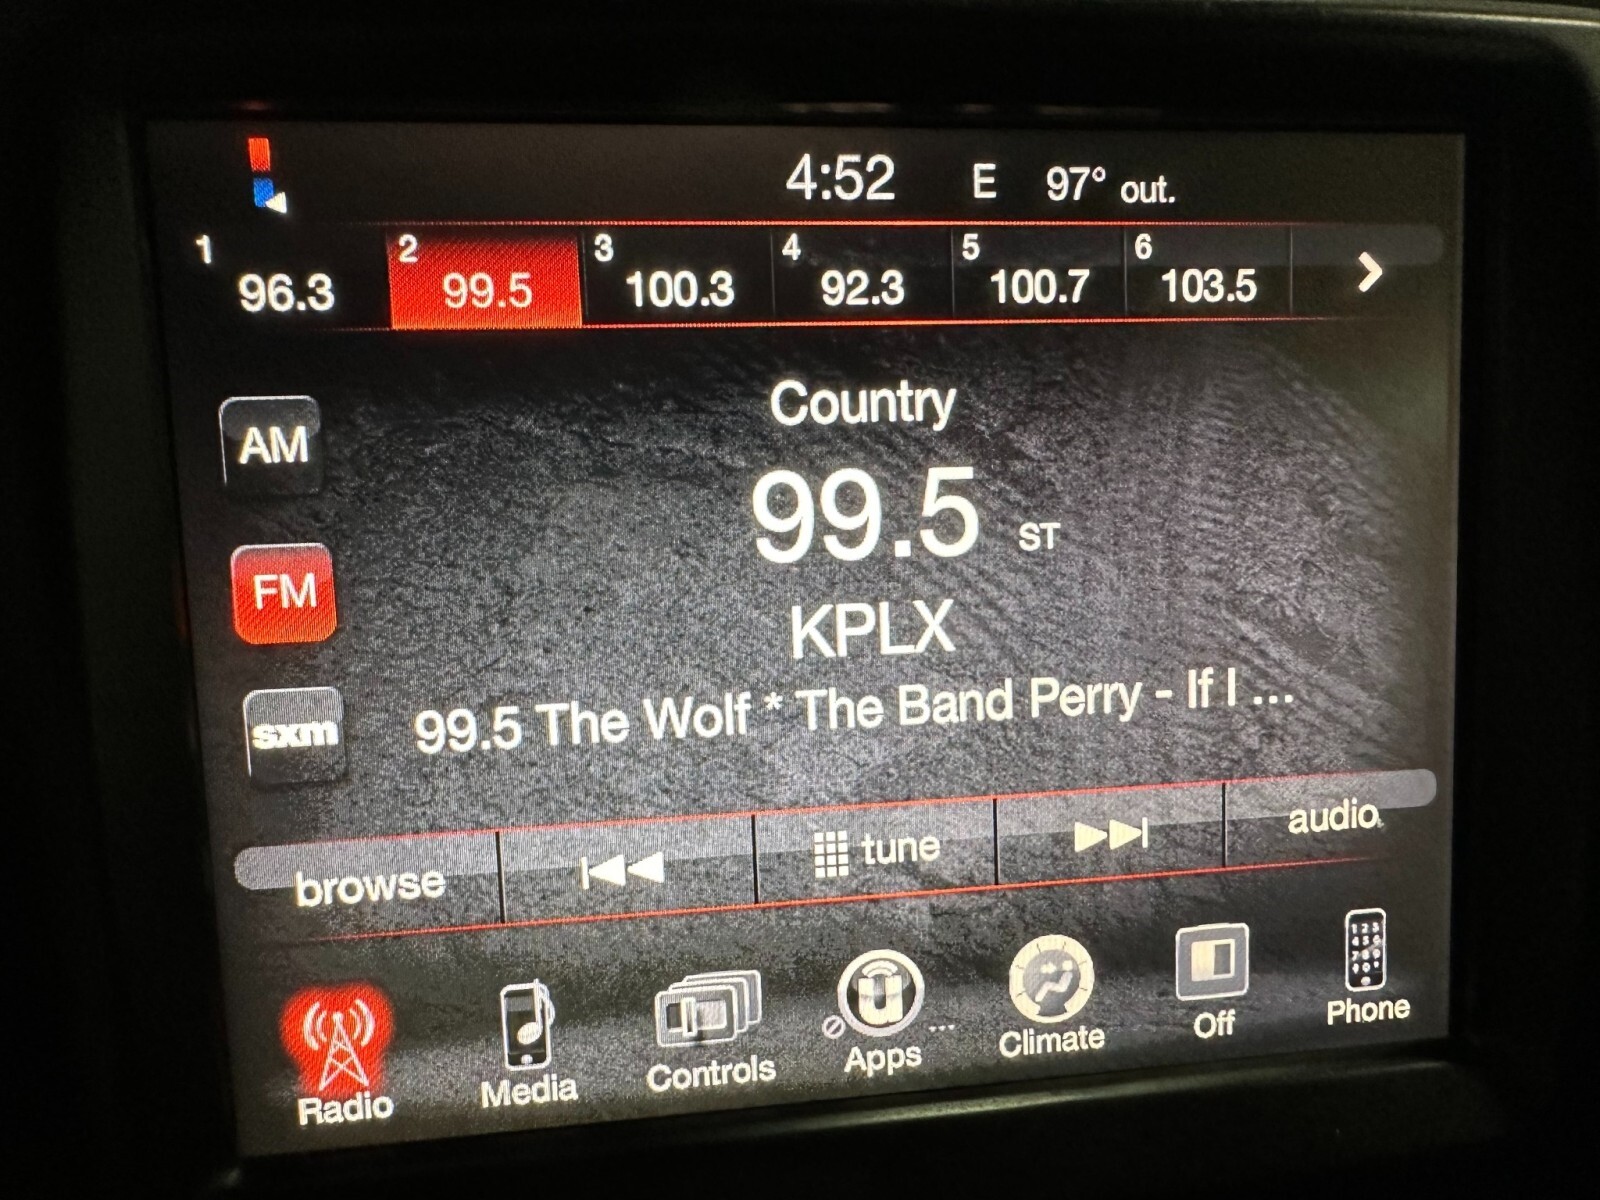 4:52 E 97° out.
1 2 3 4 5 6
96.3 99.5 100.3 92.3 100.7 103.5
Country
AM
99.5 ST
FM
KPLX
sxm
99.5 The Wolf * The Band Perry - If I ...
browse tune audio
Radio Media Controls Apps ... Climate Off Phone